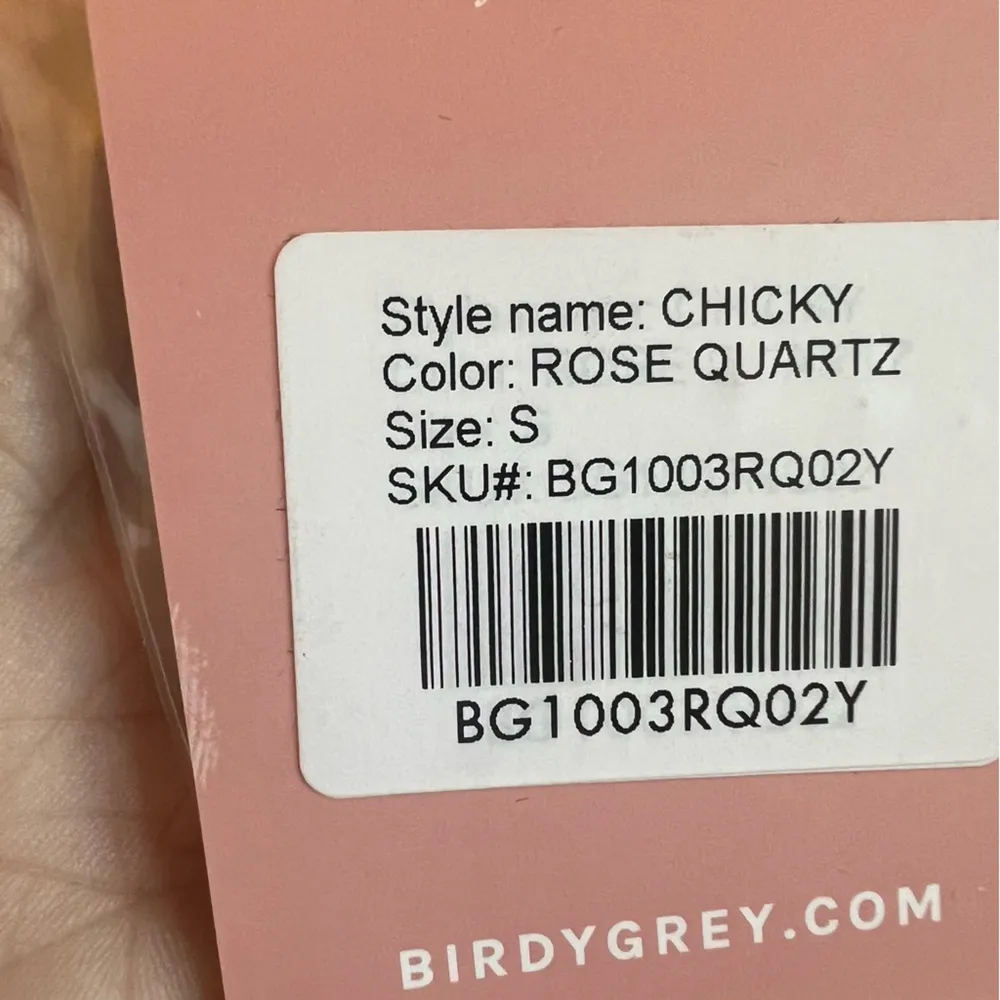 Style name: CHICKY
Color: ROSE QUARTZ
Size: S
SKU#: BG1003RQ02Y
BG1003RQ02Y
BIRDYGREY.COM